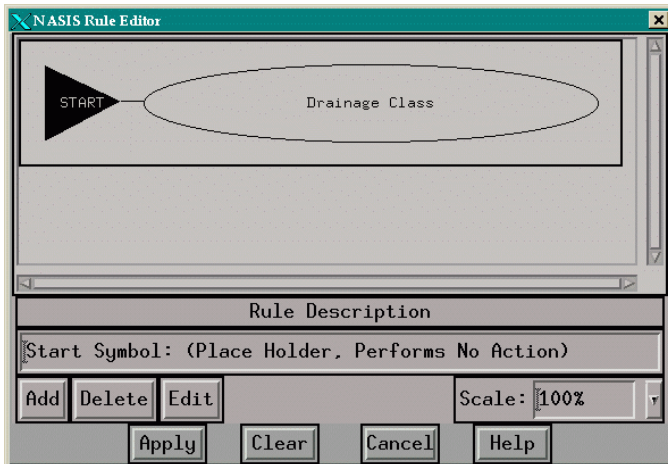 NASIS Rule Editor
START
Drainage Class
Rule Description
Start Symbol: (Place Holder, Performs No Action)
Add Delete Edit Scale: 100%
Apply Clear Cancel Help